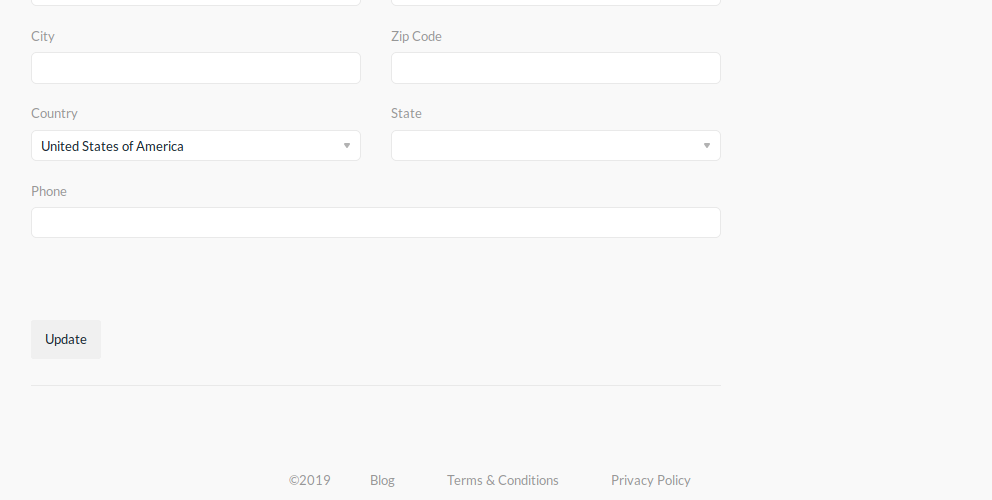 City
Zip Code
Country
State
United States of America
Phone
Update
©2019 Blog Terms & Conditions Privacy Policy